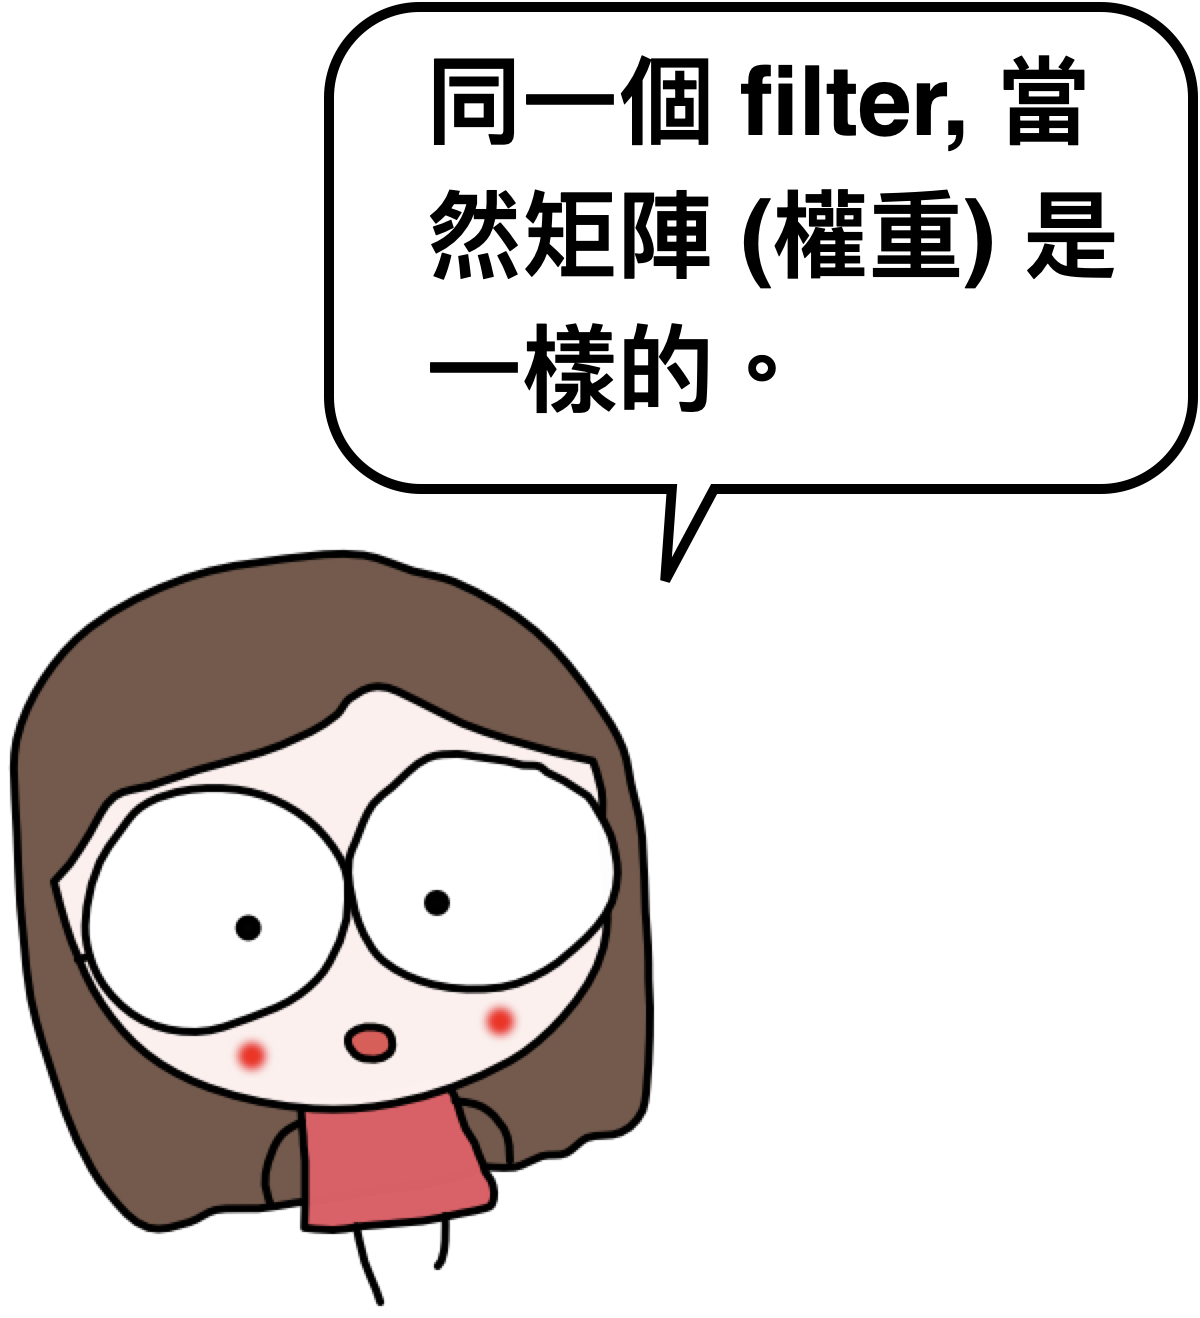 同一個 filter, 當
然矩陣 (權重) 是
一樣的。